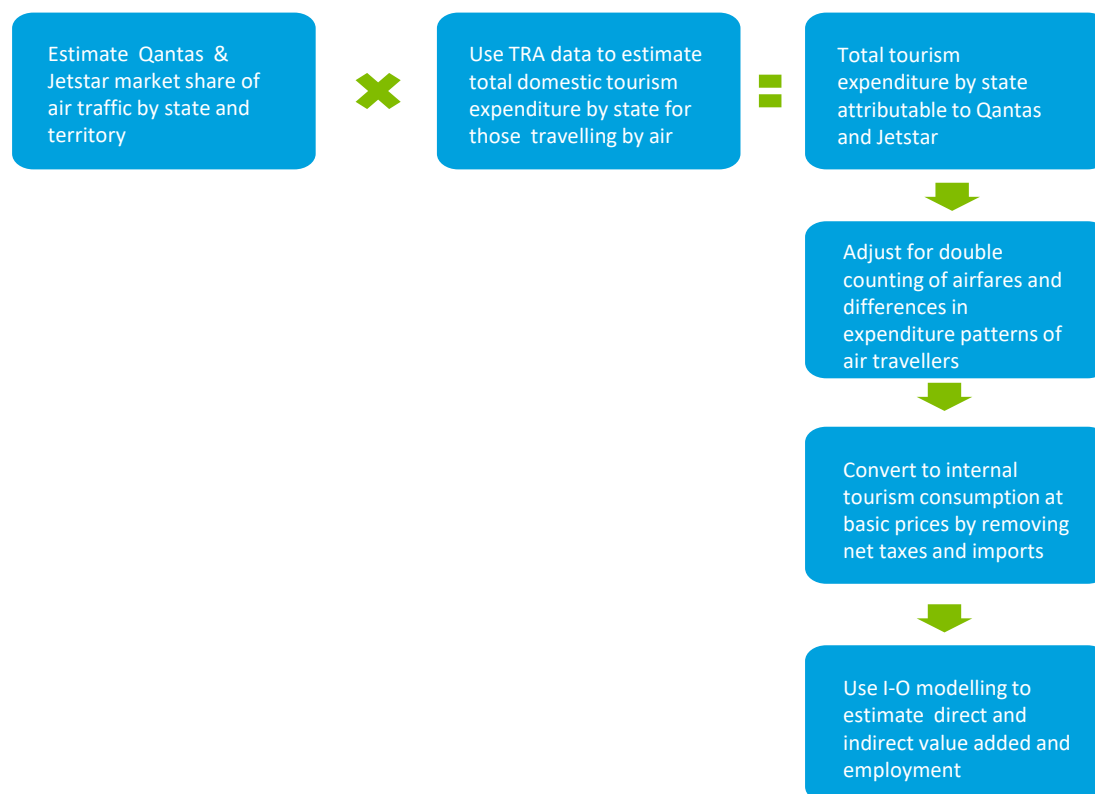 Estimate Qantas &
Jetstar market share of
air traffic by state and
territory
Use TRA data to estimate
total domestic tourism
expenditure by state for
those travelling by air
Total tourism
expenditure by state
attributable to Qantas
and Jetstar
Adjust for double
counting of airfares and
differences in
expenditure patterns of
air travellers
Convert to internal
tourism consumption at
basic prices by removing
net taxes and imports
Use I-O modelling to
estimate direct and
indirect value added and
employment